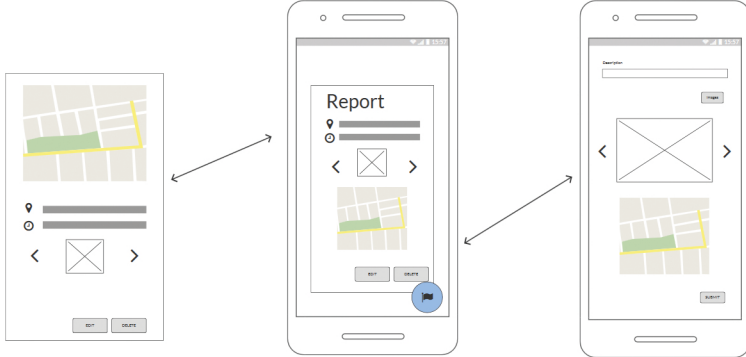 EDIT DELETE
Report
EDIT DELETE
Description
Images
SUBMIT